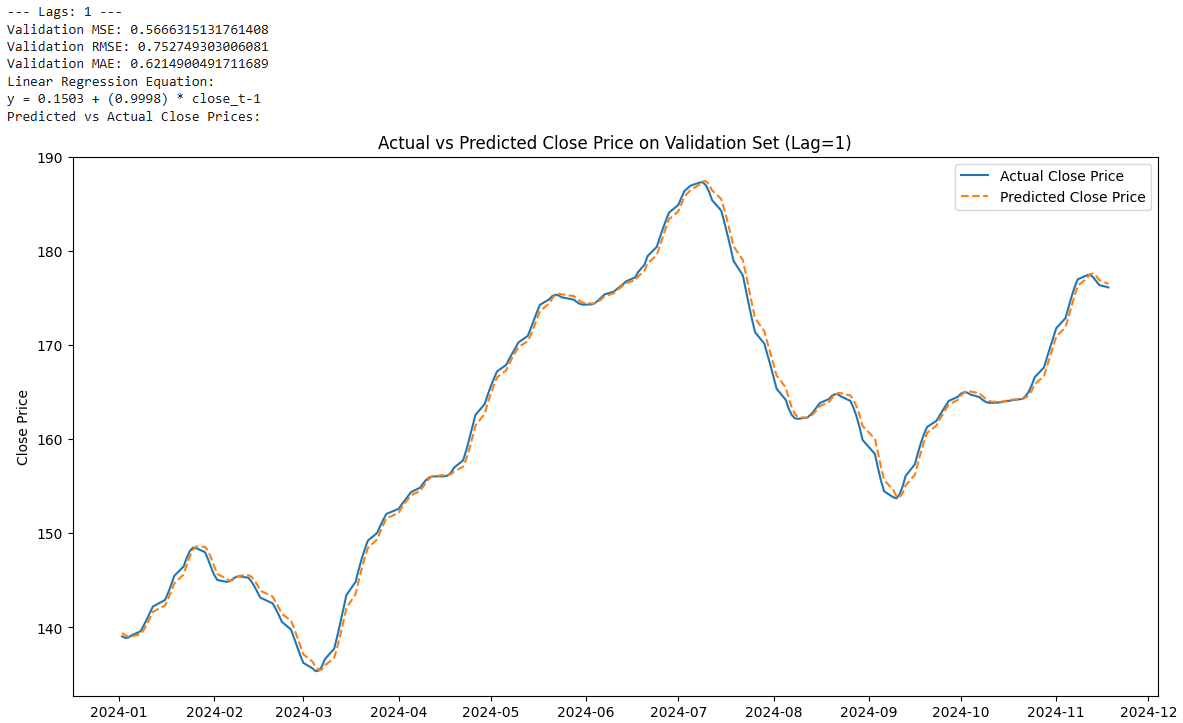 --- Lags: 1 ---
Validation MSE: 0.5666315131761408
Validation RMSE: 0.752749303006081
Validation MAE: 0.6214900491711689
Linear Regression Equation:
y = 0.1503 + (0.9998) * close_t-1
Predicted vs Actual Close Prices:
Actual vs Predicted Close Price on Validation Set (Lag=1)
190
180
170
160
150
140
Close Price
Actual Close Price
Predicted Close Price
2024-01 2024-02 2024-03 2024-04 2024-05 2024-06 2024-07 2024-08 2024-09 2024-10 2024-11 2024-12